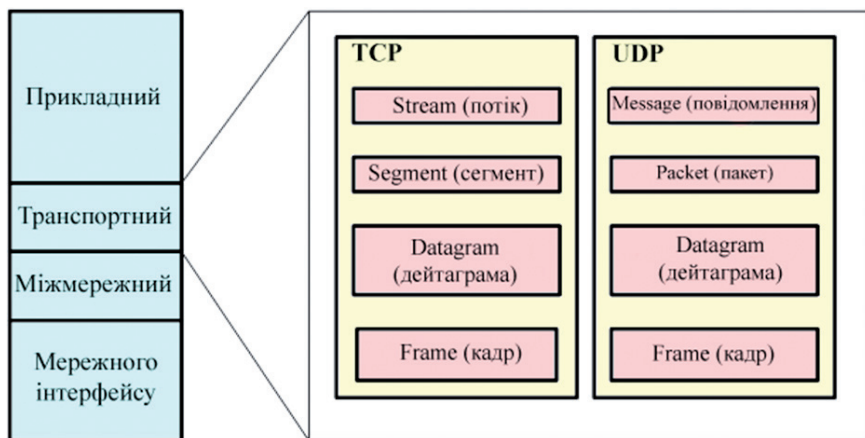 Прикладний
Транспортний
Міжмережний
Мережного
інтерфейсу
TCP
Stream (потік)
Segment (сегмент)
Datagram
(дейтаграма)
Frame (кадр)
UDP
Message (повідомлення)
Packet (пакет)
Datagram
(дейтаграма)
Frame (кадр)